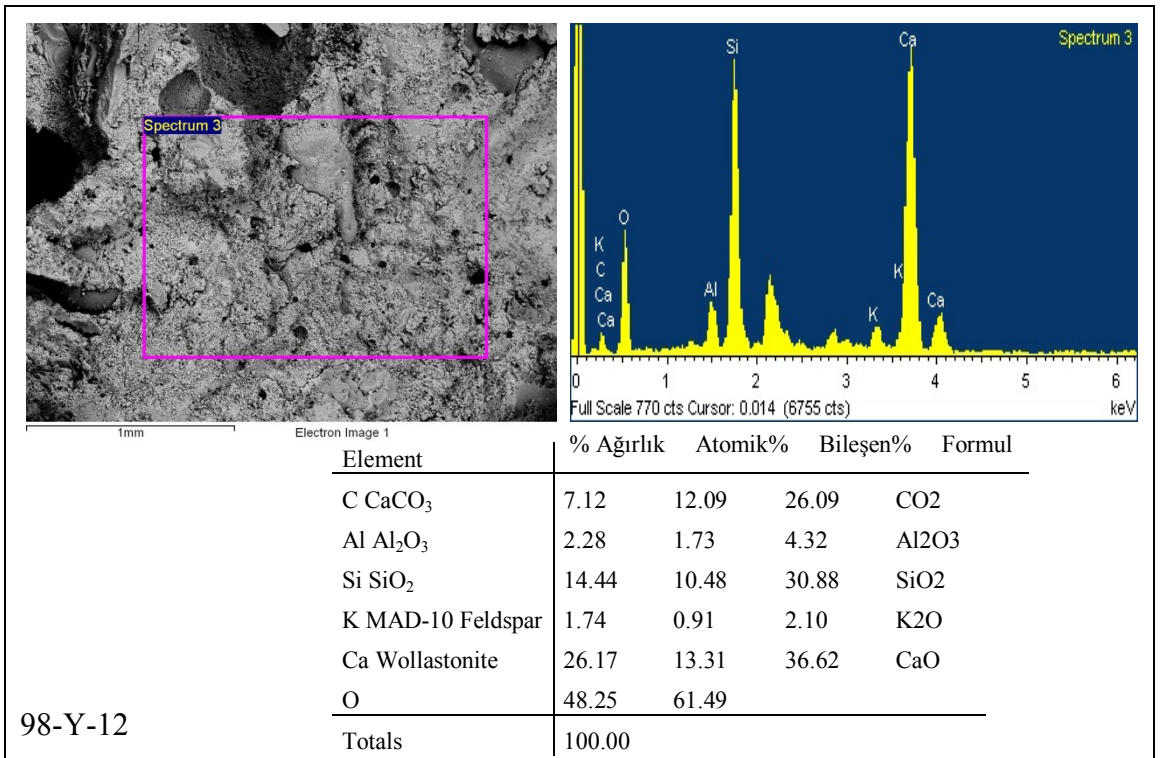 Spectrum 3
1mm
Electron Image 1
Spectrum 3
Si
Ca
O
K
C
Ca
Ca
Al
K
K
Ca
0 1 2 3 4 5 6
Full Scale 770 cts Cursor: 0.014 (6755 cts) keV
Element % Ağırlık Atomik% Bileşen% Formul
C CaCO₃ 7.12 12.09 26.09 CO2
Al Al₂O₃ 2.28 1.73 4.32 Al2O3
Si SiO₂ 14.44 10.48 30.88 SiO2
K MAD-10 Feldspar 1.74 0.91 2.10 K2O
Ca Wollastonite 26.17 13.31 36.62 CaO
O 48.25 61.49
Totals 100.00
98-Y-12